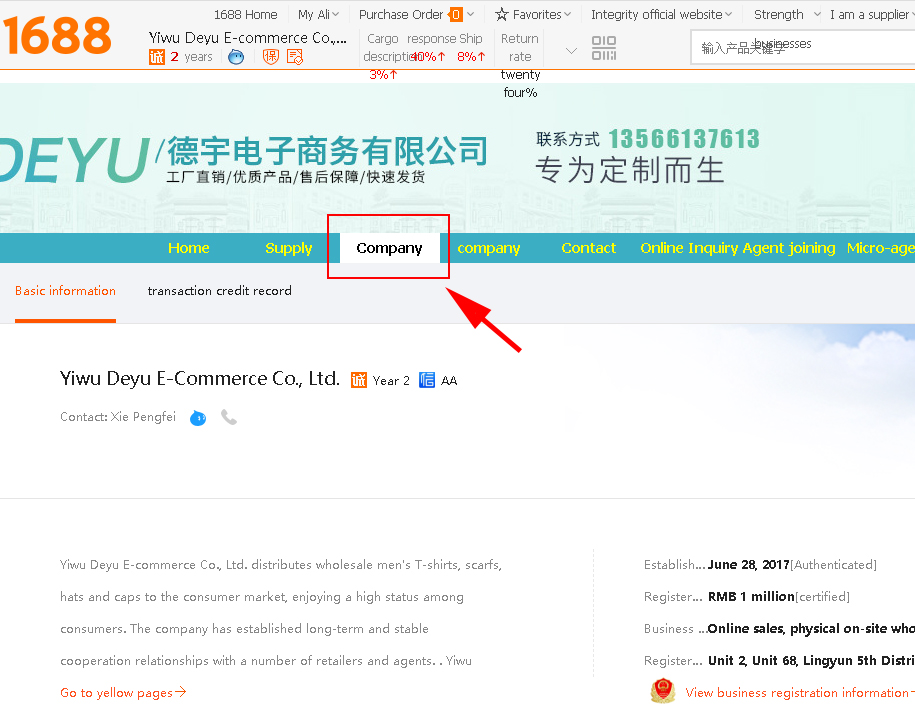 1688 Home My Ali Purchase Order 0 Favorites Integrity official website Strength businesses I am a supplier
1688
Yiwu Deyu E-commerce Co.,...
诚 2 years 保
Cargo description 3%↑
response 40%↑
Ship 8%↑
Return rate twenty four%
输入产品关键字
DEYU/德宇电子商务有限公司
工厂直销/优质产品/售后保障/快速发货
联系方式 13566137613
专为定制而生
Home Supply Company company Contact Online Inquiry Agent joining Micro-age
Basic information transaction credit record
Yiwu Deyu E-Commerce Co., Ltd. 诚 Year 2 信 AA
Contact: Xie Pengfei
Yiwu Deyu E-Commerce Co., Ltd. distributes wholesale men's T-shirts, scarfs,
hats and caps to the consumer market, enjoying a high status among
consumers. The company has established long-term and stable
cooperation relationships with a number of retailers and agents. . Yiwu
Go to yellow pages→
Establish... June 28, 2017[Authenticated]
Register... RMB 1 million[certified]
Business ...Online sales, physical on-site who
Register... Unit 2, Unit 68, Lingyun 5th Distri
View business registration information